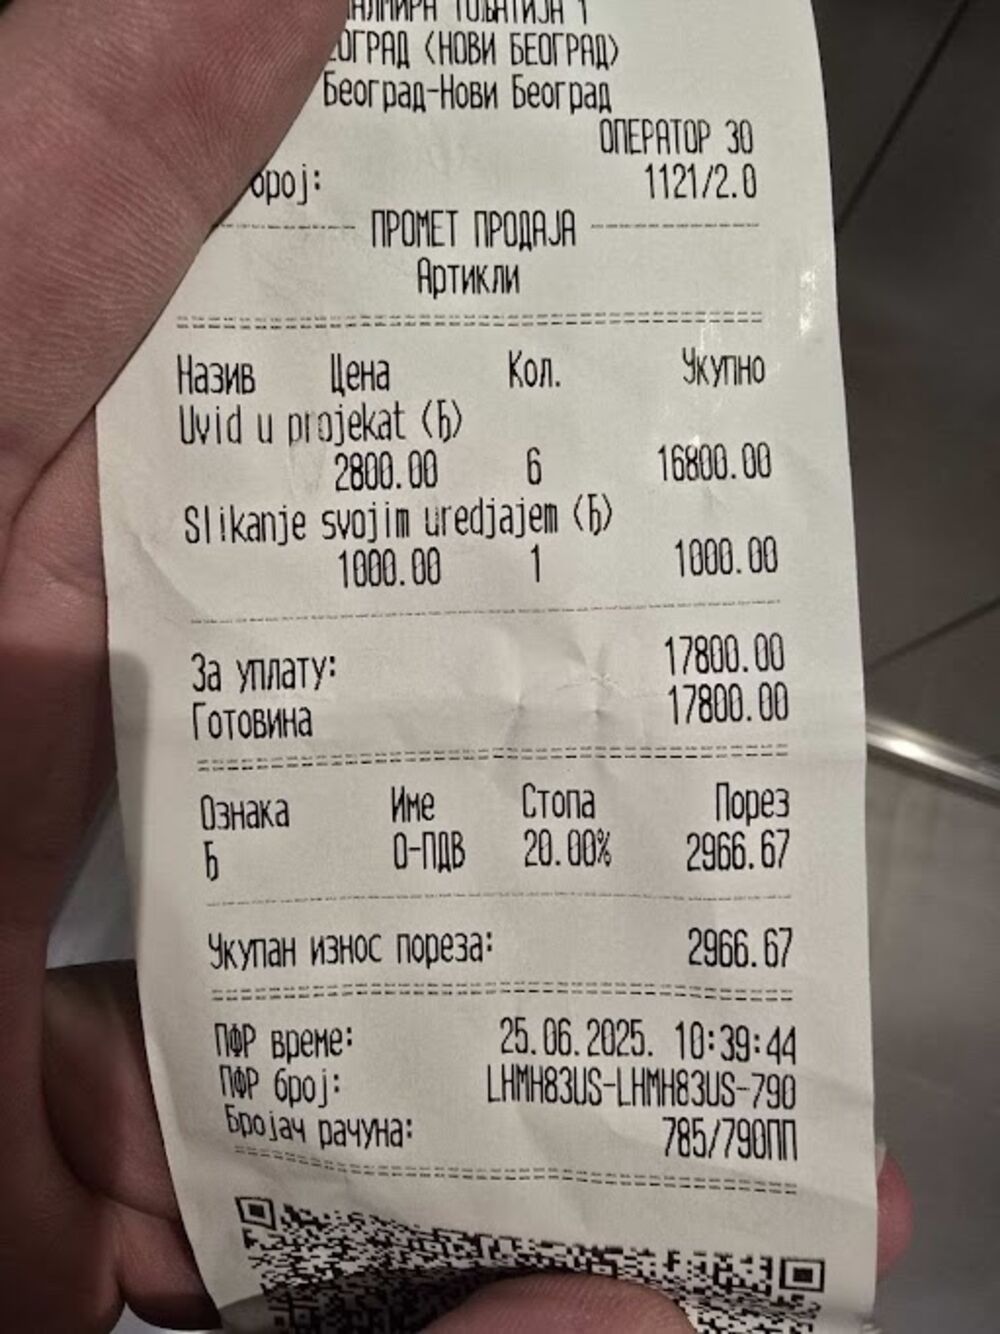 ТОЉАТИЈА 1
(НОВИ БЕОГРАД)
Београд-Нови Београд
ОПЕРАТОР 30
број: 1121/2.0
ПРОМЕТ ПРОДАЈА
Артикли
Назив Цена Кол. Укупно
Uvid u projekat (Ђ)
2800.00 6 16800.00
Slikanje svojim uredjajem (Ђ)
1000.00 1 1000.00
За уплату: 17800.00
Готовина 17800.00
Ознака Име Стопа Порез
Ђ О-ПДВ 20.00% 2966.67
Укупан износ пореза: 2966.67
ПФР време: 25.06.2025. 10:39:44
ПФР број: LHMH83US-LHMH83US-790
Бројач рачуна: 785/790ПП